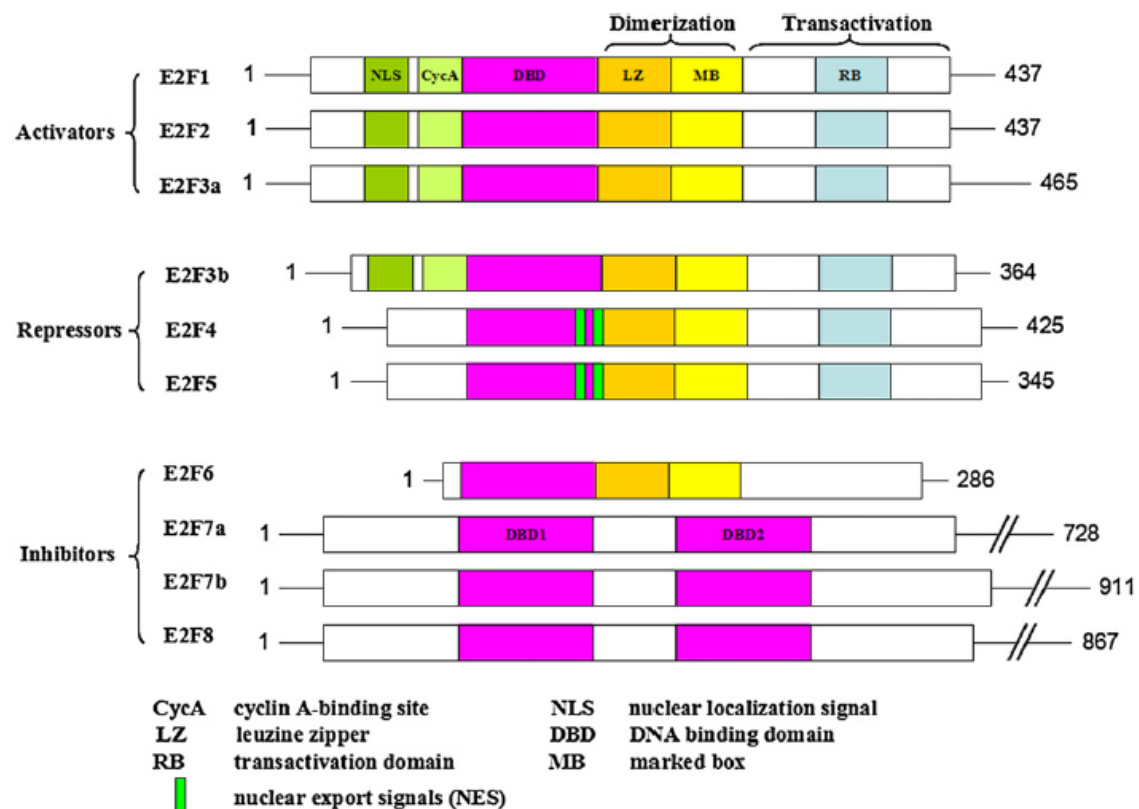 Dimerization Transactivation
E2F1 1 NLS CycA DBD LZ MB RB 437
Activators E2F2 1 437
E2F3a 1 465
E2F3b 1 364
Repressors E2F4 1 425
E2F5 1 345
E2F6 1 286
E2F7a 1 DBD1 DBD2 728
Inhibitors
E2F7b 1 911
E2F8 1 867
CycA cyclin A-binding site NLS nuclear localization signal
LZ leuzine zipper DBD DNA binding domain
RB transactivation domain MB marked box
nuclear export signals (NES)